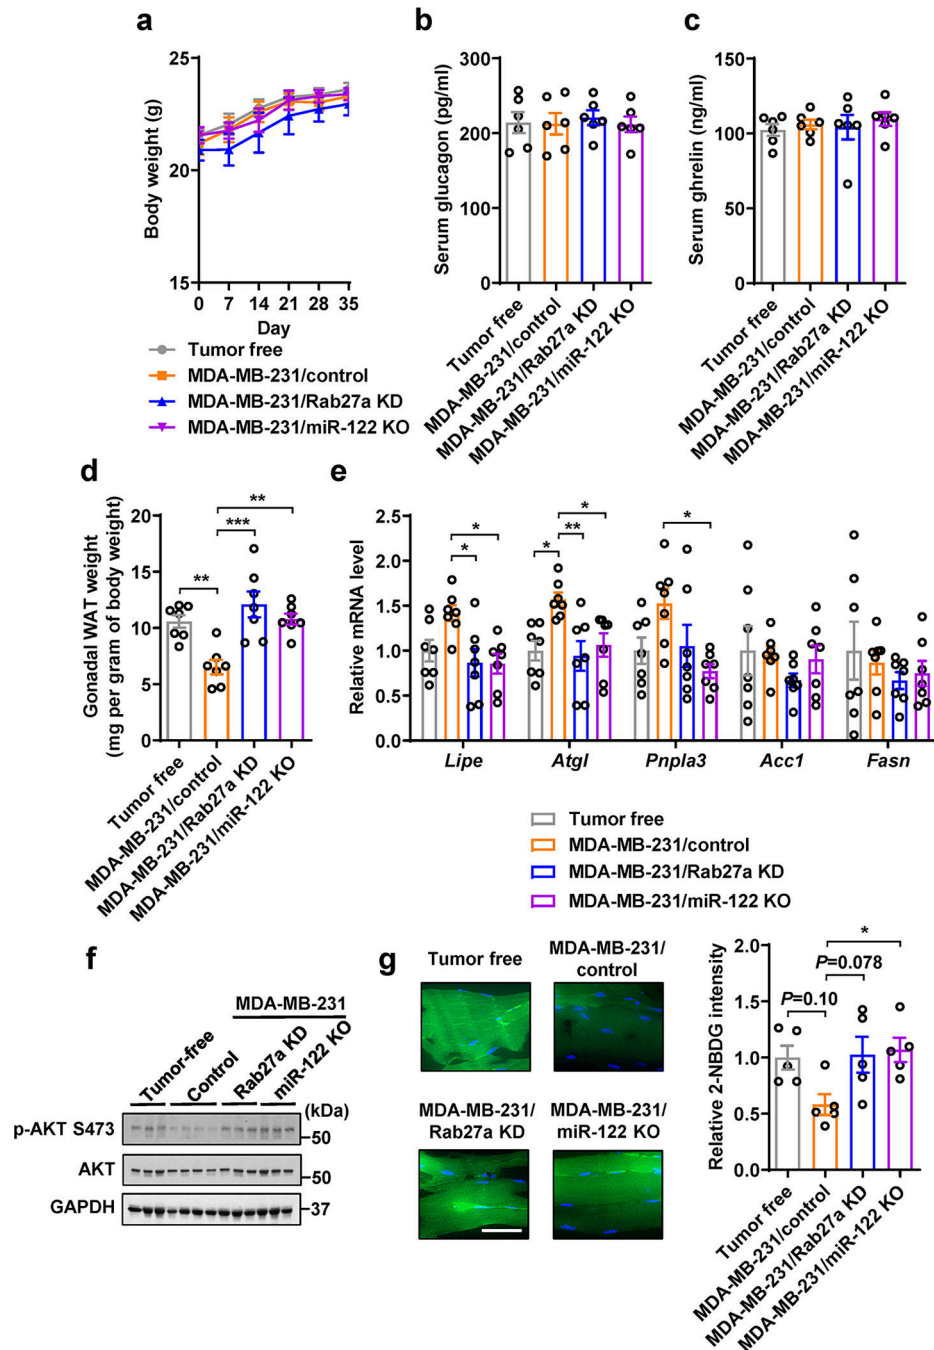 a
25
20
15
Body weight (g)
0 7 14 21 28 35
Day
Tumor free
MDA-MB-231/control
MDA-MB-231/Rab27a KD
MDA-MB-231/miR-122 KO
b
300
200
100
0
Serum glucagon (pg/ml)
Tumor free
MDA-MB-231/control
MDA-MB-231/Rab27a KD
MDA-MB-231/miR-122 KO
c
150
100
50
0
Serum ghrelin (ng/ml)
Tumor free
MDA-MB-231/control
MDA-MB-231/Rab27a KD
MDA-MB-231/miR-122 KO
d
**
***
**
20
15
10
5
0
Gonadal WAT weight
(mg per gram of body weight)
Tumor free
MDA-MB-231/control
MDA-MB-231/Rab27a KD
MDA-MB-231/miR-122 KO
e
2.5
2.0
1.5
1.0
0.5
0.0
Relative mRNA level
*
*
*
**
*
*
Lipe Atgl Pnpla3 Acc1 Fasn
Tumor free
MDA-MB-231/control
MDA-MB-231/Rab27a KD
MDA-MB-231/miR-122 KO
f
MDA-MB-231
Tumor-free
Control
Rab27a KD
miR-122 KO
(kDa)
p-AKT S473
50
AKT
50
GAPDH
37
g
Tumor free
MDA-MB-231/
control
MDA-MB-231/
Rab27a KD
MDA-MB-231/
miR-122 KO
*
P=0.078
P=0.10
2.0
1.5
1.0
0.5
0.0
Relative 2-NBDG intensity
Tumor free
MDA-MB-231/control
MDA-MB-231/Rab27a KD
MDA-MB-231/miR-122 KO